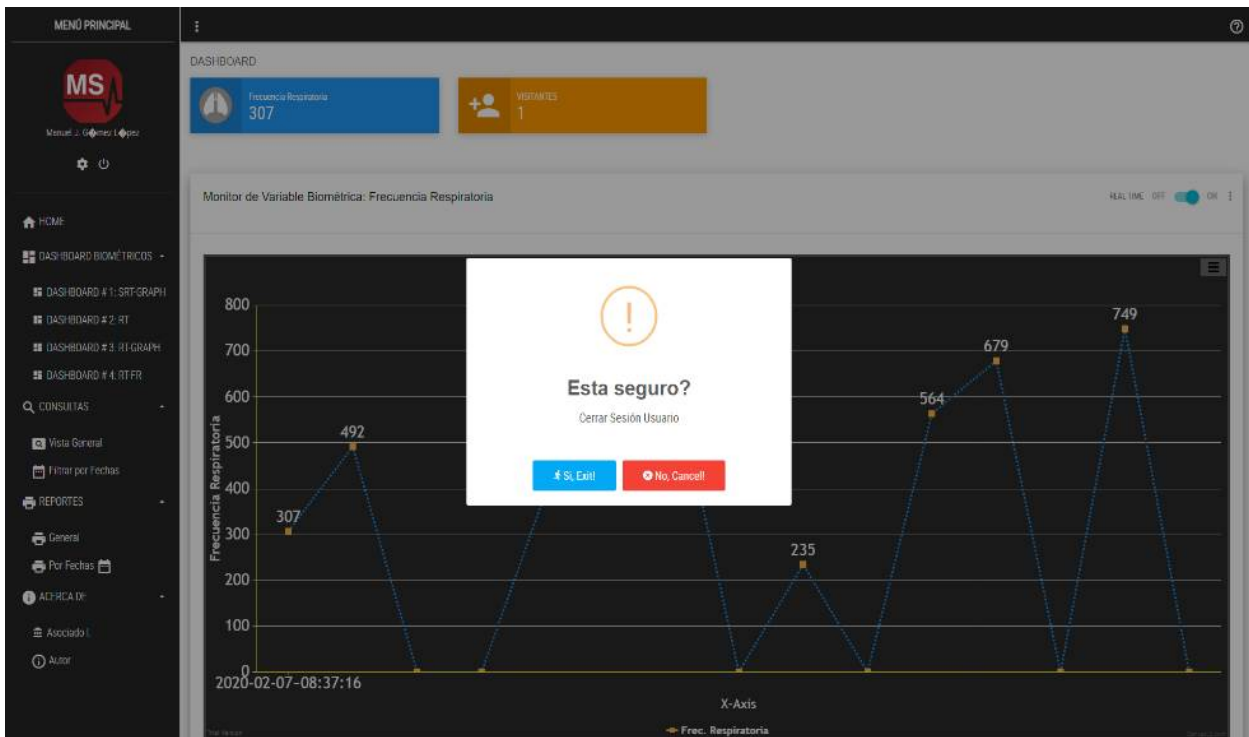 MENÚ PRINCIPAL
MS
Manuel J. G�mez L�pez
HOME
DASHBOARD BIOMÉTRICOS
DASHBOARD # 1: SRT-GRAPH
DASHBOARD # 2: RT
DASHBOARD # 3: RT-GRAPH
DASHBOARD # 4: RT-FR
CONSULTAS
Vista General
Filtrar por Fechas
REPORTES
General
Por Fechas
ACERCA DE
Asociado I.
Autor
DASHBOARD
Frecuencia Respiratoria
307
VISITANTES
1
Monitor de Variable Biométrica: Frecuencia Respiratoria
REAL TIME OFF ON
Esta seguro?
Cerrar Sesión Usuario
Si, Exit!
No, Cancel!
Frecuencia Respiratoria
800
700
600
500
400
300
200
100
0
307
492
235
564
679
749
2020-02-07-08:37:16
X-Axis
Frec. Respiratoria
Trial Version